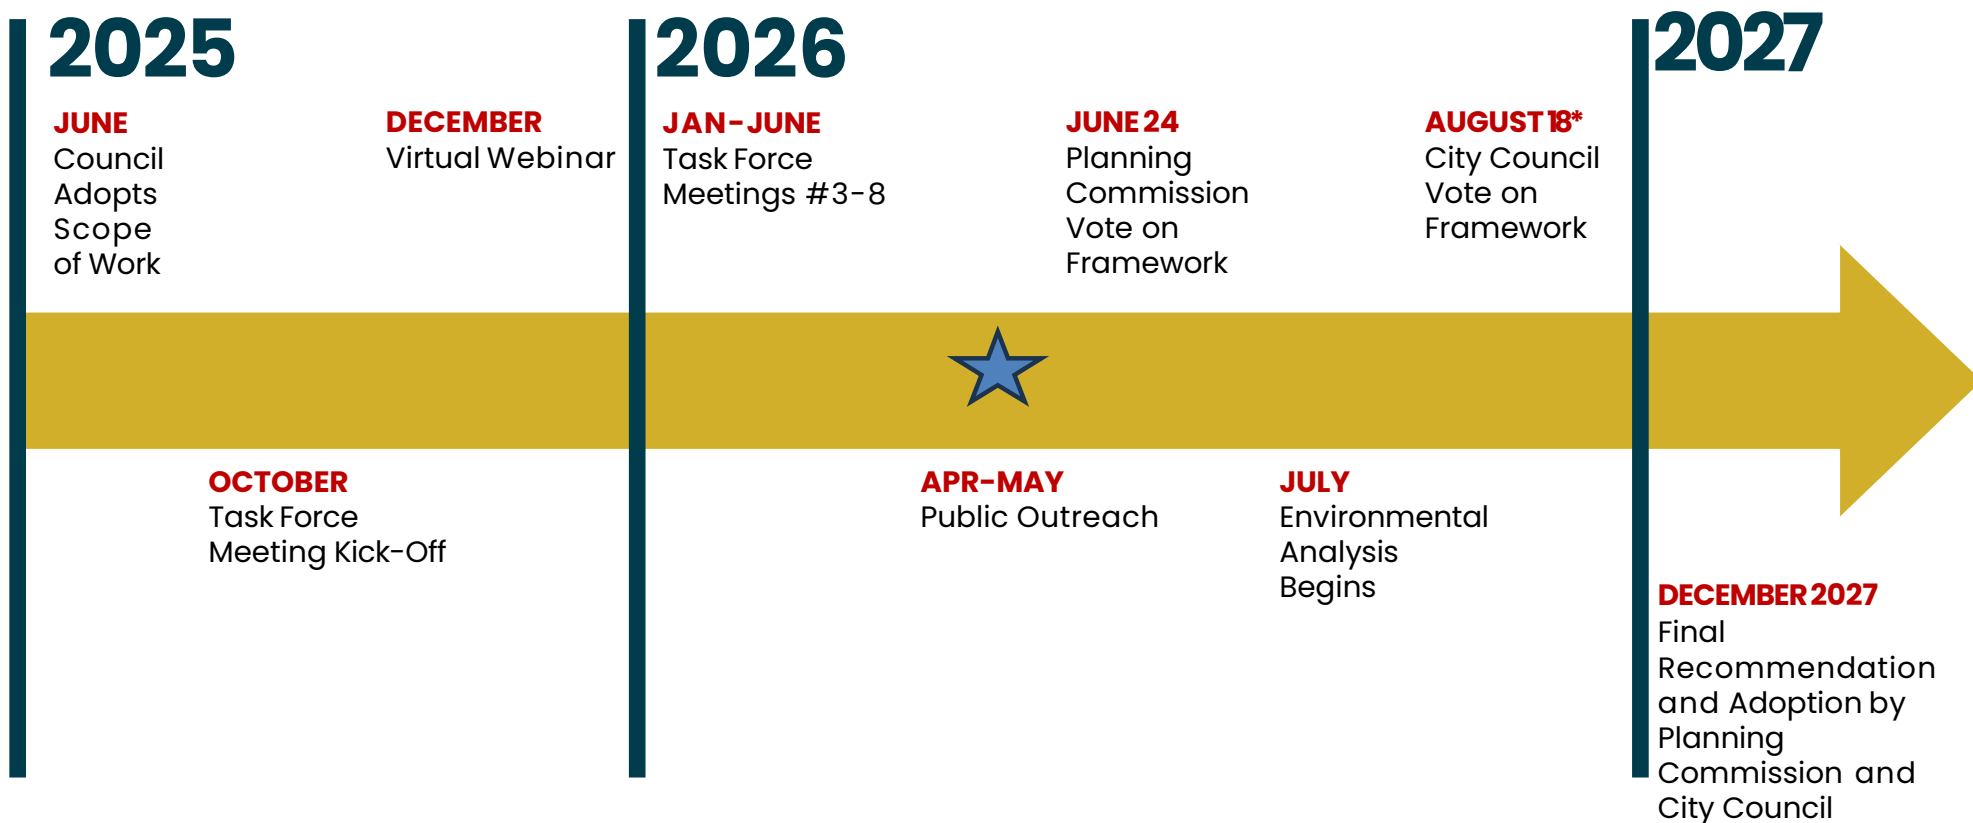 2025
JUNE
Council
Adopts
Scope
of Work
DECEMBER
Virtual Webinar
OCTOBER
Task Force
Meeting Kick-Off
2026
JAN-JUNE
Task Force
Meetings #3-8
JUNE 24
Planning
Commission
Vote on
Framework
AUGUST 18*
City Council
Vote on
Framework
APR-MAY
Public Outreach
JULY
Environmental
Analysis
Begins
2027
DECEMBER 2027
Final
Recommendation
and Adoption by
Planning
Commission and
City Council